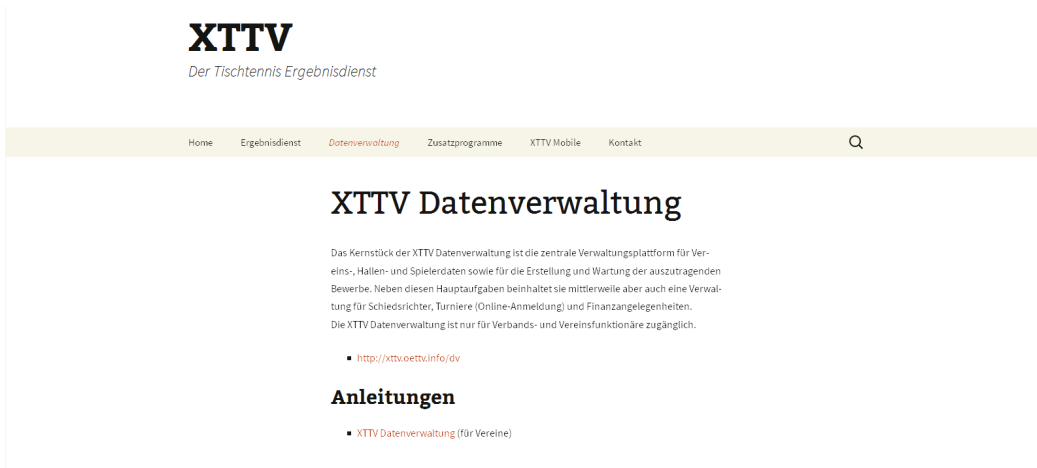 XTTV
Der Tischtennis Ergebnisdienst
Home Ergebnisdienst Datenverwaltung Zusatzprogramme XTTV Mobile Kontakt
XTTV Datenverwaltung
Das Kernstück der XTTV Datenverwaltung ist die zentrale Verwaltungsplattform für Ver-
eins-, Hallen- und Spielerdaten sowie für die Erstellung und Wartung der auszutragenden
Bewerbe. Neben diesen Hauptaufgaben beinhaltet sie mittlerweile aber auch eine Verwal-
tung für Schiedsrichter, Turniere (Online-Anmeldung) und Finanzangelegenheiten.
Die XTTV Datenverwaltung ist nur für Verbands- und Vereinsfunktionäre zugänglich.
http://xttv.oettv.info/dv
Anleitungen
XTTV Datenverwaltung (für Vereine)